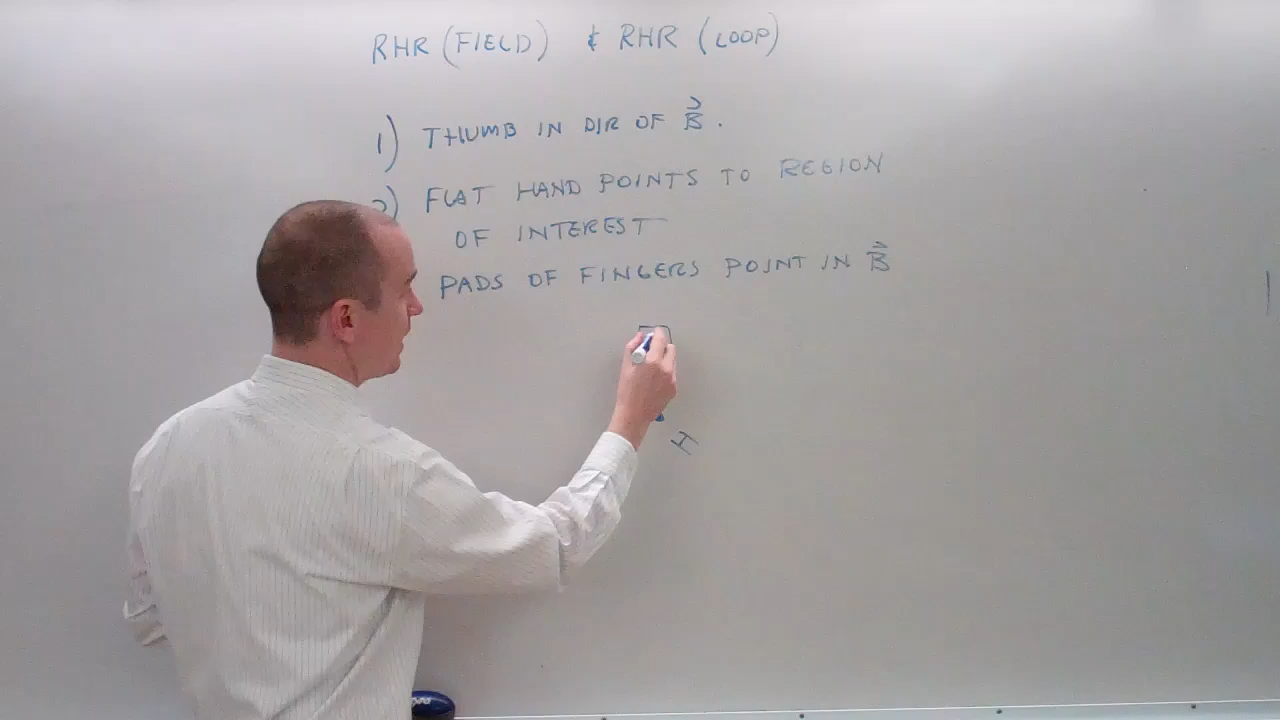 RHR (FIELD) & RHR (LOOP)
1) THUMB IN DIR OF B⃗.
2) FLAT HAND POINTS TO REGION
OF INTEREST
PADS OF FINGERS POINT IN B⃗
I